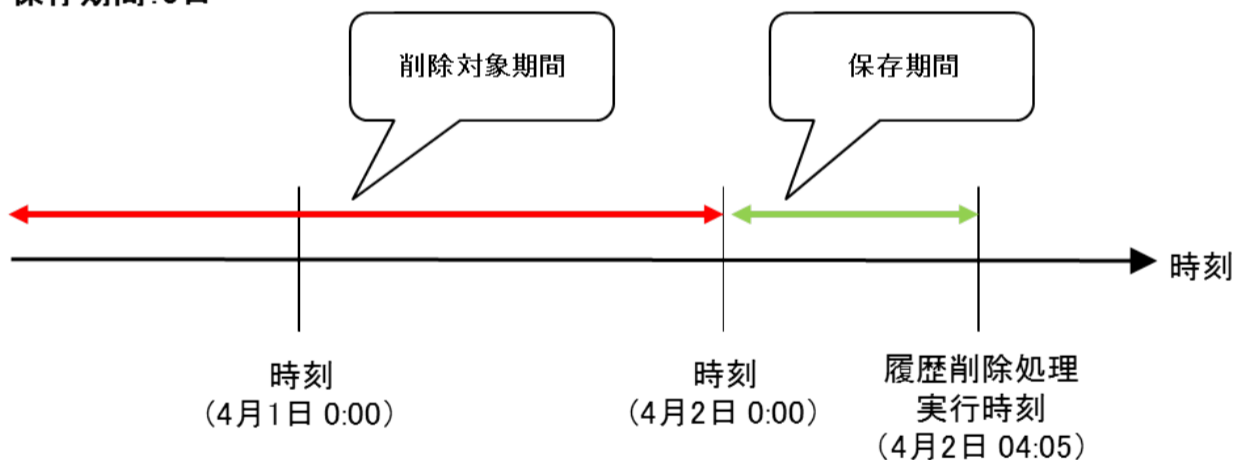 削除対象期間
保存期間
時刻
時刻
(4月1日 0:00)
時刻
(4月2日 0:00)
履歴削除処理
実行時刻
(4月2日 04:05)